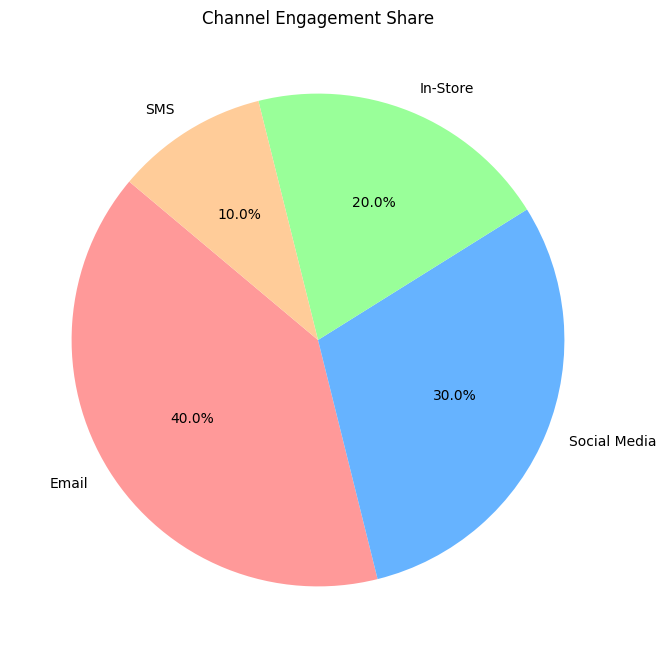 Channel Engagement Share
In-Store
SMS
20.0%
10.0%
30.0%
40.0%
Social Media
Email